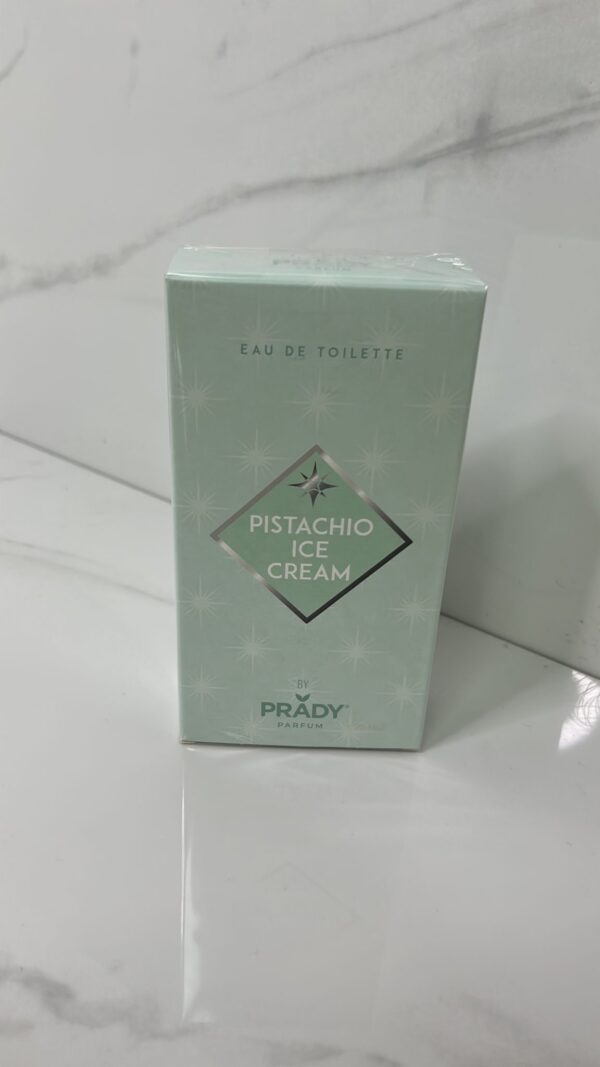 EAU DE TOILETTE
PISTACHIO
ICE
CREAM
BY
PRADY®
PARFUM